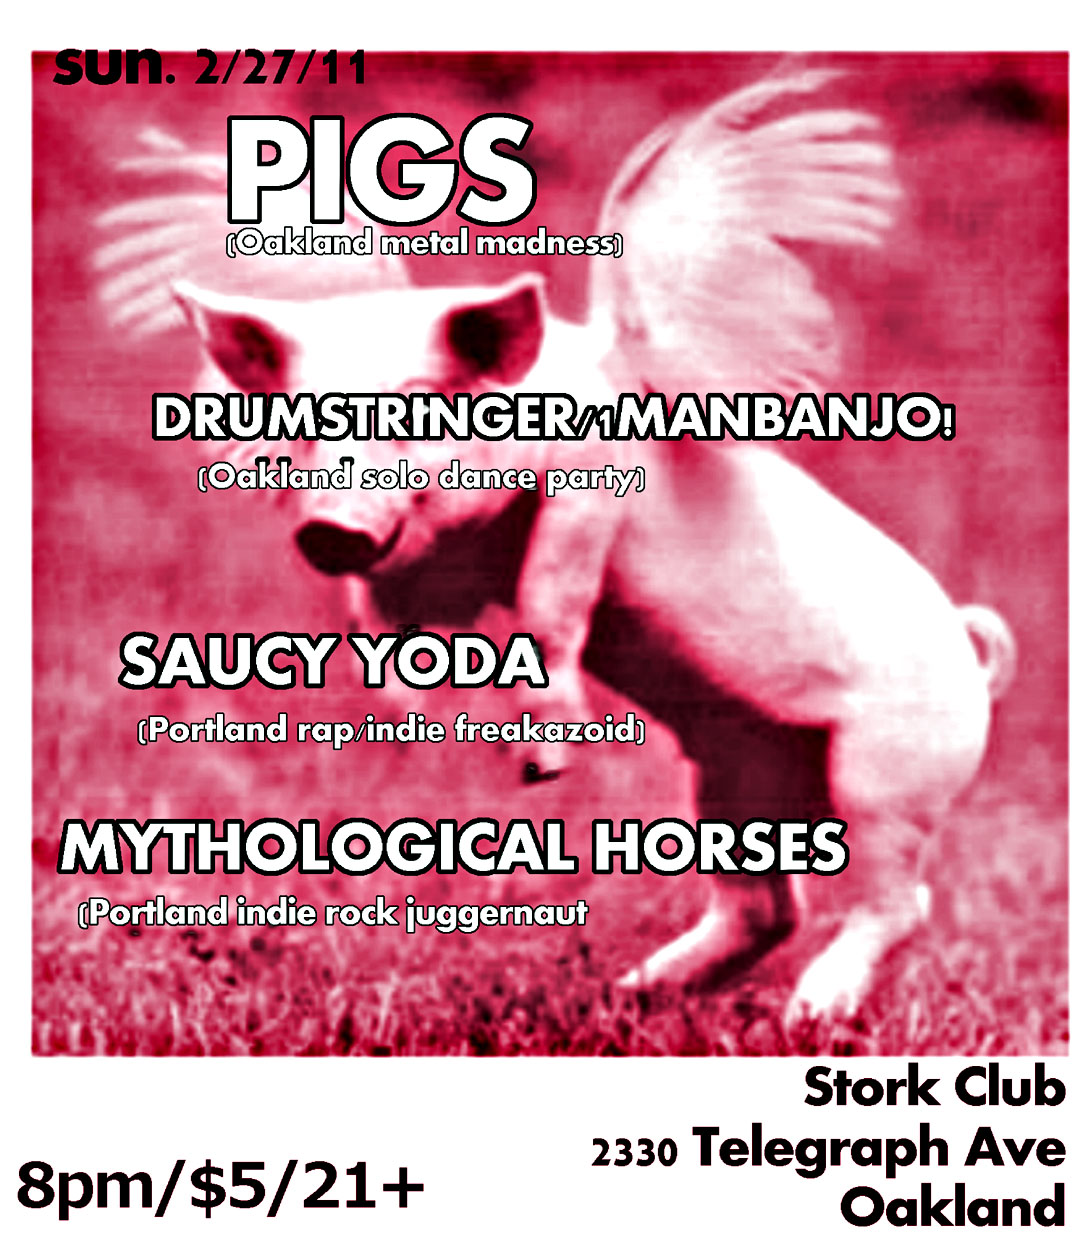 sun. 2/27/11
PIGS
(Oakland metal madness)
DRUMSTRINGER/1MANBANJO!
(Oakland solo dance party)
SAUCY YODA
(Portland rap/indie freakazoid)
MYTHOLOGICAL HORSES
(Portland indie rock juggernaut
Stork Club
2330 Telegraph Ave
Oakland
8pm/$5/21+